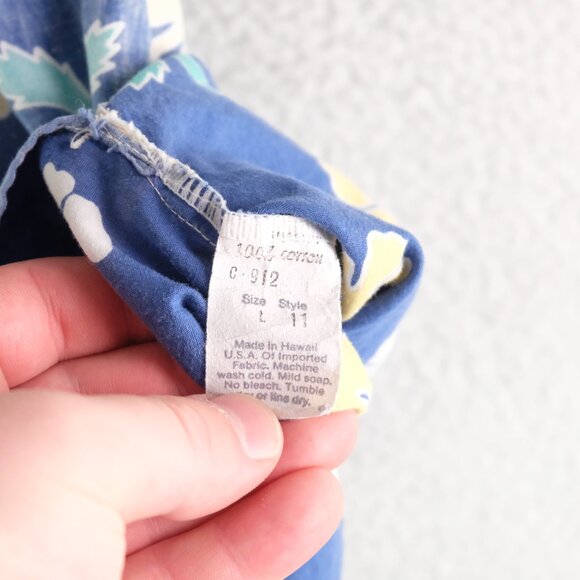 100% COTTON
C-912
Size Style
L 11
Made in Hawaii
U.S.A. Of Imported
Fabric. Machine
wash cold. Mild soap.
No bleach. Tumble
or line dry.